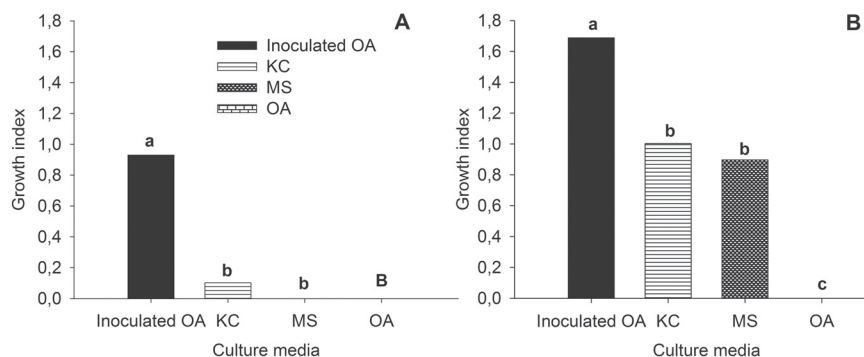 A
1,8
1,6
1,4
1,2
1,0
0,8
0,6
0,4
0,2
0,0
Growth index
Inoculated OA
KC
MS
OA
a
b
b
B
Inoculated OA KC MS OA
Culture media
B
1,8
1,6
1,4
1,2
1,0
0,8
0,6
0,4
0,2
0,0
Growth index
a
b
b
c
Inoculated OA KC MS OA
Culture media